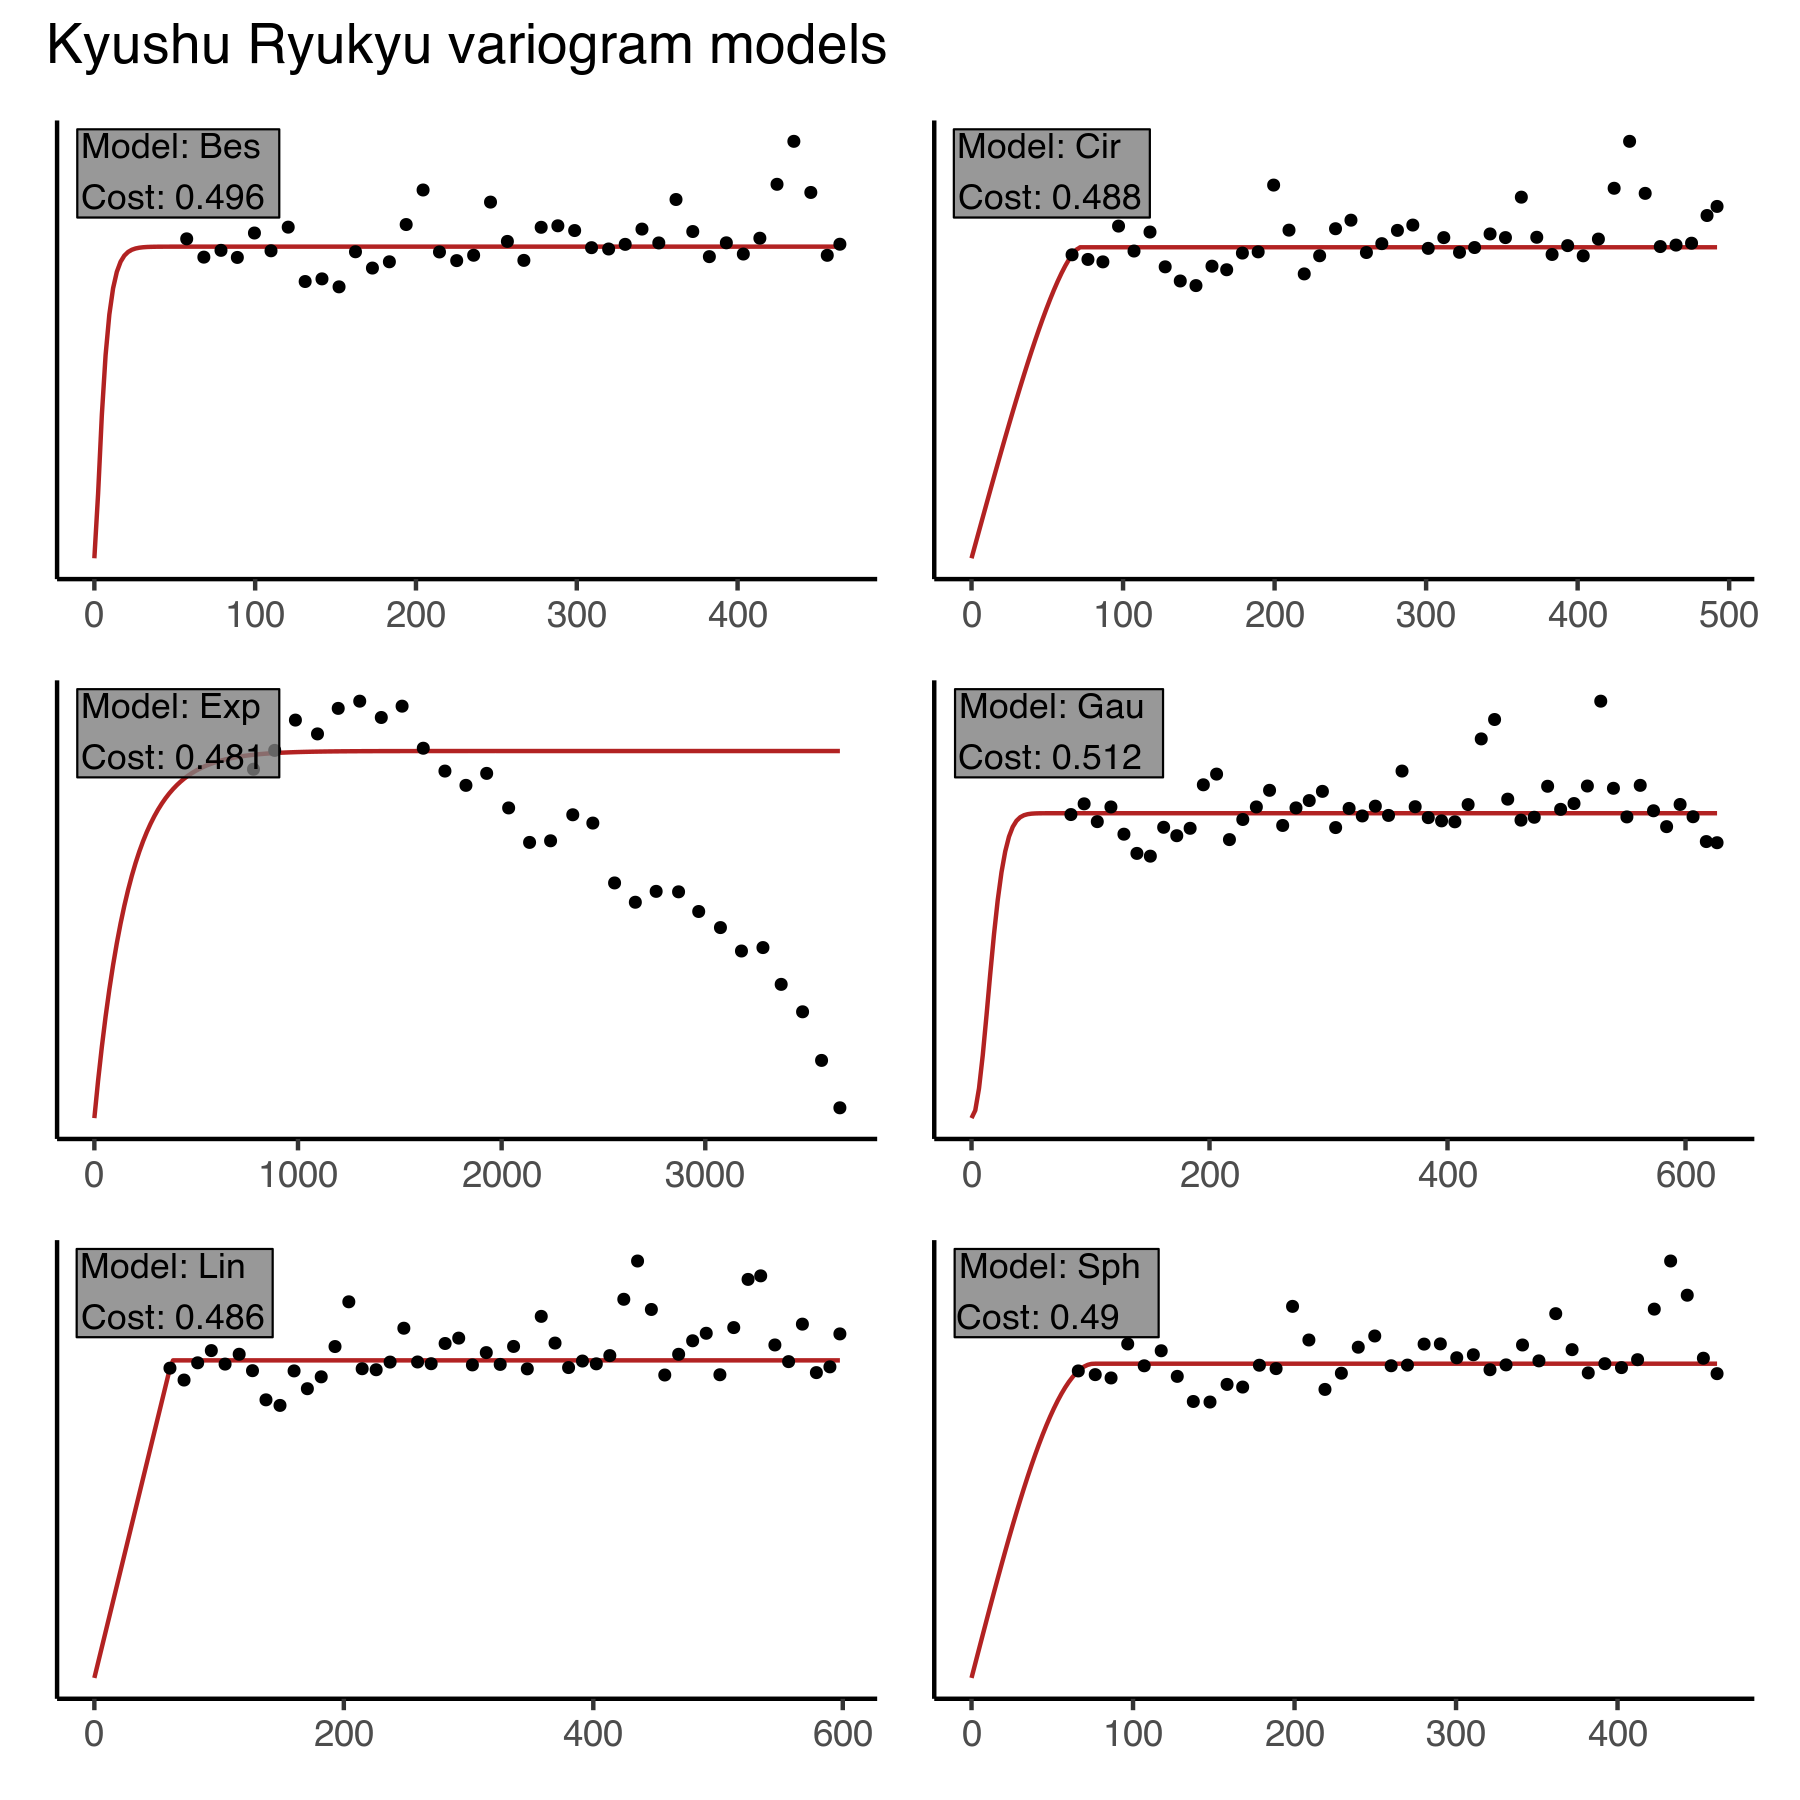 Kyushu Ryukyu variogram models
Model: Bes
Cost: 0.496
0 100 200 300 400
Model: Cir
Cost: 0.488
0 100 200 300 400 500
Model: Exp
Cost: 0.481
0 1000 2000 3000
Model: Gau
Cost: 0.512
0 200 400 600
Model: Lin
Cost: 0.486
0 200 400 600
Model: Sph
Cost: 0.49
0 100 200 300 400